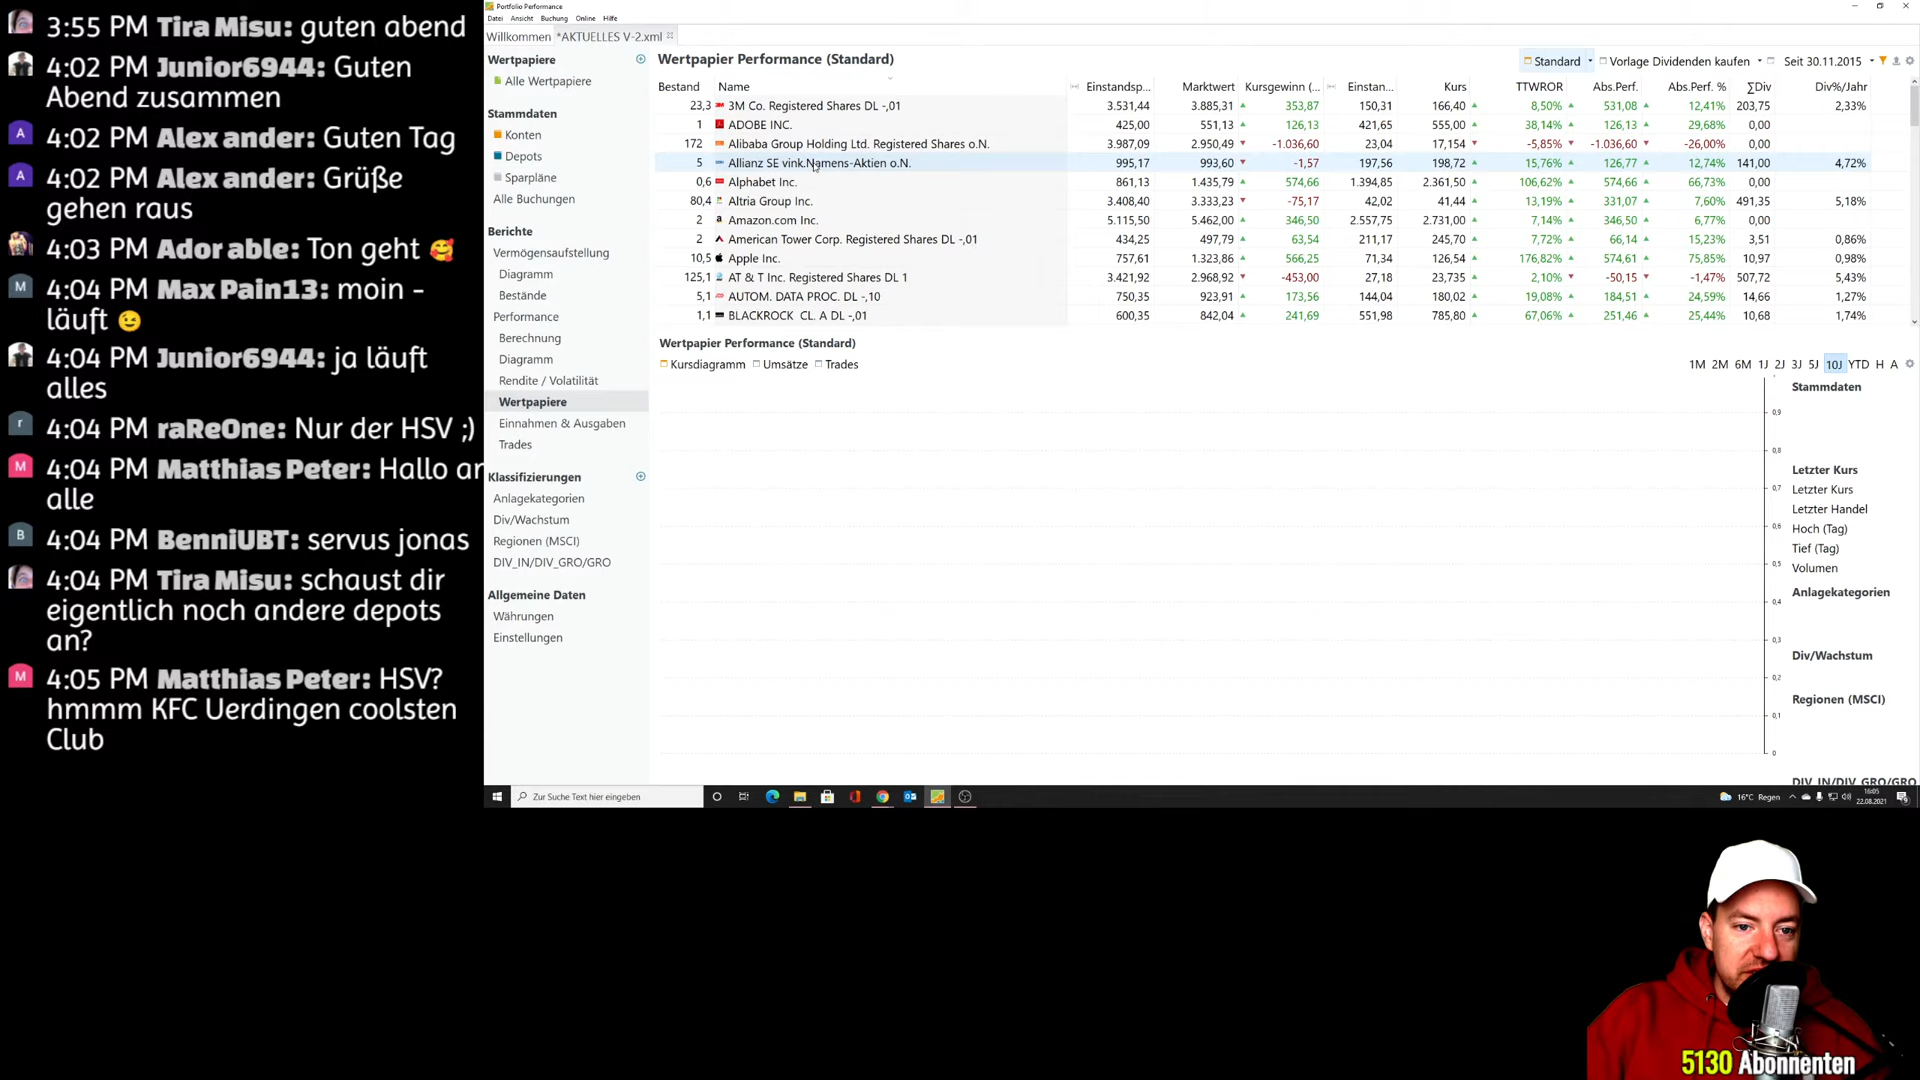 3:55 PM Tira Misu: guten abend
4:02 PM Junior6944: Guten
Abend zusammen
4:02 PM Alex ander: Guten Tag
4:02 PM Alex ander: Grüße
gehen raus
4:03 PM Ador able: Ton geht 🥰
4:04 PM Max Pain13: moin -
läuft 😉
4:04 PM Junior6944: ja läuft
alles
4:04 PM raReOne: Nur der HSV ;)
4:04 PM Matthias Peter: Hallo an
alle
4:04 PM BenniUBT: servus jonas
4:04 PM Tira Misu: schaust dir
eigentlich noch andere depots
an?
4:05 PM Matthias Peter: HSV?
hmmm KFC Uerdingen coolsten
Club
Portfolio Performance
Datei Ansicht Buchung Online Hilfe
Willkommen *AKTUELLES V-2.xml
Wertpapiere
Alle Wertpapiere
Stammdaten
Konten
Depots
Sparpläne
Alle Buchungen
Berichte
Vermögensaufstellung
Diagramm
Bestände
Performance
Berechnung
Diagramm
Rendite / Volatilität
Wertpapiere
Einnahmen & Ausgaben
Trades
Klassifizierungen
Anlagekategorien
Div/Wachstum
Regionen (MSCI)
DIV_IN/DIV_GRO/GRO
Allgemeine Daten
Währungen
Einstellungen
Wertpapier Performance (Standard) Standard Vorlage Dividenden kaufen Seit 30.11.2015
Bestand Name Einstandsp... Marktwert Kursgewinn (... Einstan... Kurs TTWROR Abs.Perf. Abs.Perf. % ∑Div Div%/Jahr
23,3 3M Co. Registered Shares DL -,01 3.531,44 3.885,31 353,87 150,31 166,40 8,50% 531,08 12,41% 203,75 2,33%
1 ADOBE INC. 425,00 551,13 126,13 421,65 555,00 38,14% 126,13 29,68% 0,00
172 Alibaba Group Holding Ltd. Registered Shares o.N. 3.987,09 2.950,49 -1.036,60 23,04 17,154 -5,85% -1.036,60 -26,00% 0,00
5 Allianz SE vink.Namens-Aktien o.N. 995,17 993,60 -1,57 197,56 198,72 15,76% 126,77 12,74% 141,00 4,72%
0,6 Alphabet Inc. 861,13 1.435,79 574,66 1.394,85 2.361,50 106,62% 574,66 66,73% 0,00
80,4 Altria Group Inc. 3.408,40 3.333,23 -75,17 42,02 41,44 13,19% 331,07 7,60% 491,35 5,18%
2 Amazon.com Inc. 5.115,50 5.462,00 346,50 2.557,75 2.731,00 7,14% 346,50 6,77% 0,00
2 American Tower Corp. Registered Shares DL -,01 434,25 497,79 63,54 211,17 245,70 7,72% 66,14 15,23% 3,51 0,86%
10,5 Apple Inc. 757,61 1.323,86 566,25 71,34 126,54 176,82% 574,61 75,85% 10,97 0,98%
125,1 AT & T Inc. Registered Shares DL 1 3.421,92 2.968,92 -453,00 27,18 23,735 2,10% -50,15 -1,47% 507,72 5,43%
5,1 AUTOM. DATA PROC. DL -,10 750,35 923,91 173,56 144,04 180,02 19,08% 184,51 24,59% 14,66 1,27%
1,1 BLACKROCK CL. A DL -,01 600,35 842,04 241,69 551,98 785,80 67,06% 251,46 25,44% 10,68 1,74%
Wertpapier Performance (Standard)
Kursdiagramm Umsätze Trades 1M 2M 6M 1J 2J 3J 5J 10J YTD H A
0,9
0,8
0,7
0,6
0,5
0,4
0,3
0,2
0,1
0
Stammdaten
Letzter Kurs
Letzter Kurs
Letzter Handel
Hoch (Tag)
Tief (Tag)
Volumen
Anlagekategorien
Div/Wachstum
Regionen (MSCI)
DIV_IN/DIV_GRO/GRO
Zur Suche Text hier eingeben
16°C Regen
16:05
22.08.2021
5130 Abonnenten